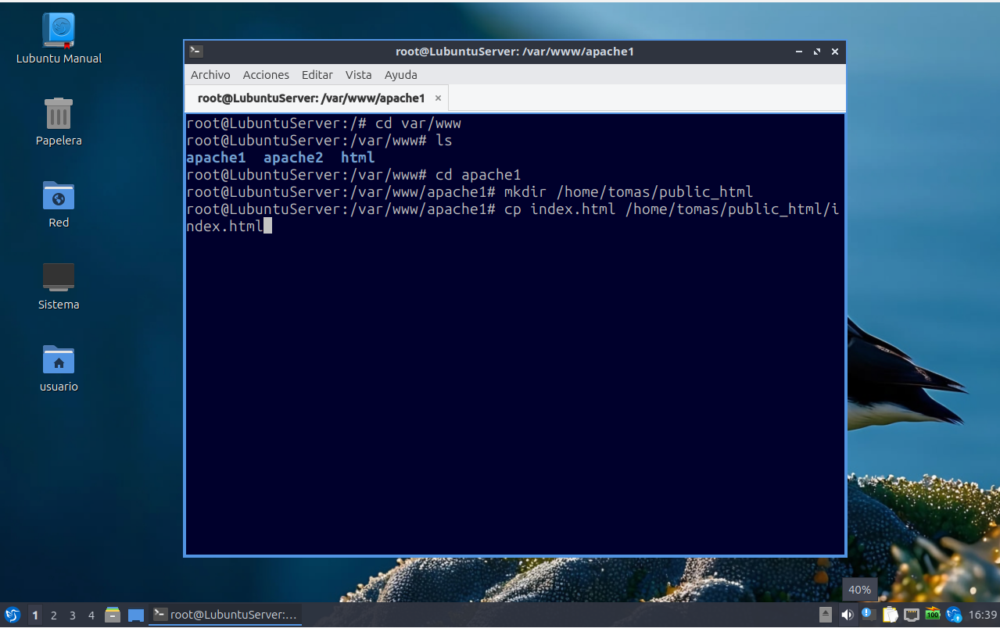 Lubuntu Manual
Papelera
Red
Sistema
usuario
root@LubuntuServer: /var/www/apache1
Archivo Acciones Editar Vista Ayuda
root@LubuntuServer: /var/www/apache1 ×
root@LubuntuServer:/# cd var/www
root@LubuntuServer:/var/www# ls
apache1  apache2  html
root@LubuntuServer:/var/www# cd apache1
root@LubuntuServer:/var/www/apache1# mkdir /home/tomas/public_html
root@LubuntuServer:/var/www/apache1# cp index.html /home/tomas/public_html/i
ndex.html
40%
1 2 3 4 root@LubuntuServer:... 100 16:39